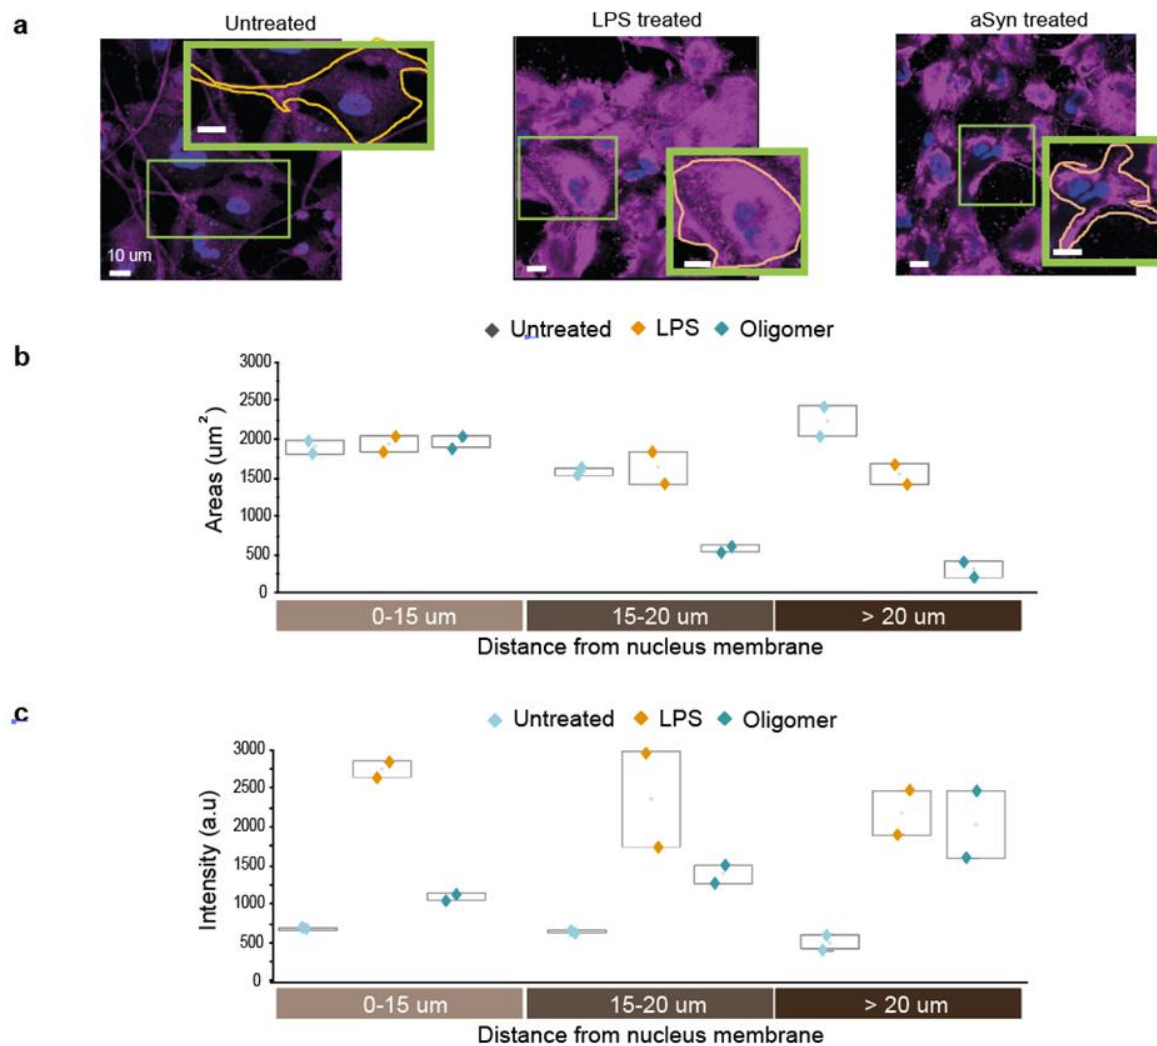 a
Untreated
LPS treated
aSyn treated
10 um
Untreated LPS Oligomer
b
3000
2500
2000
1500
1000
500
0
Areas (um²)
0-15 um 15-20 um > 20 um
Distance from nucleus membrane
c
Untreated LPS Oligomer
3000
2500
2000
1500
1000
500
0
Intensity (a.u)
0-15 um 15-20 um > 20 um
Distance from nucleus membrane